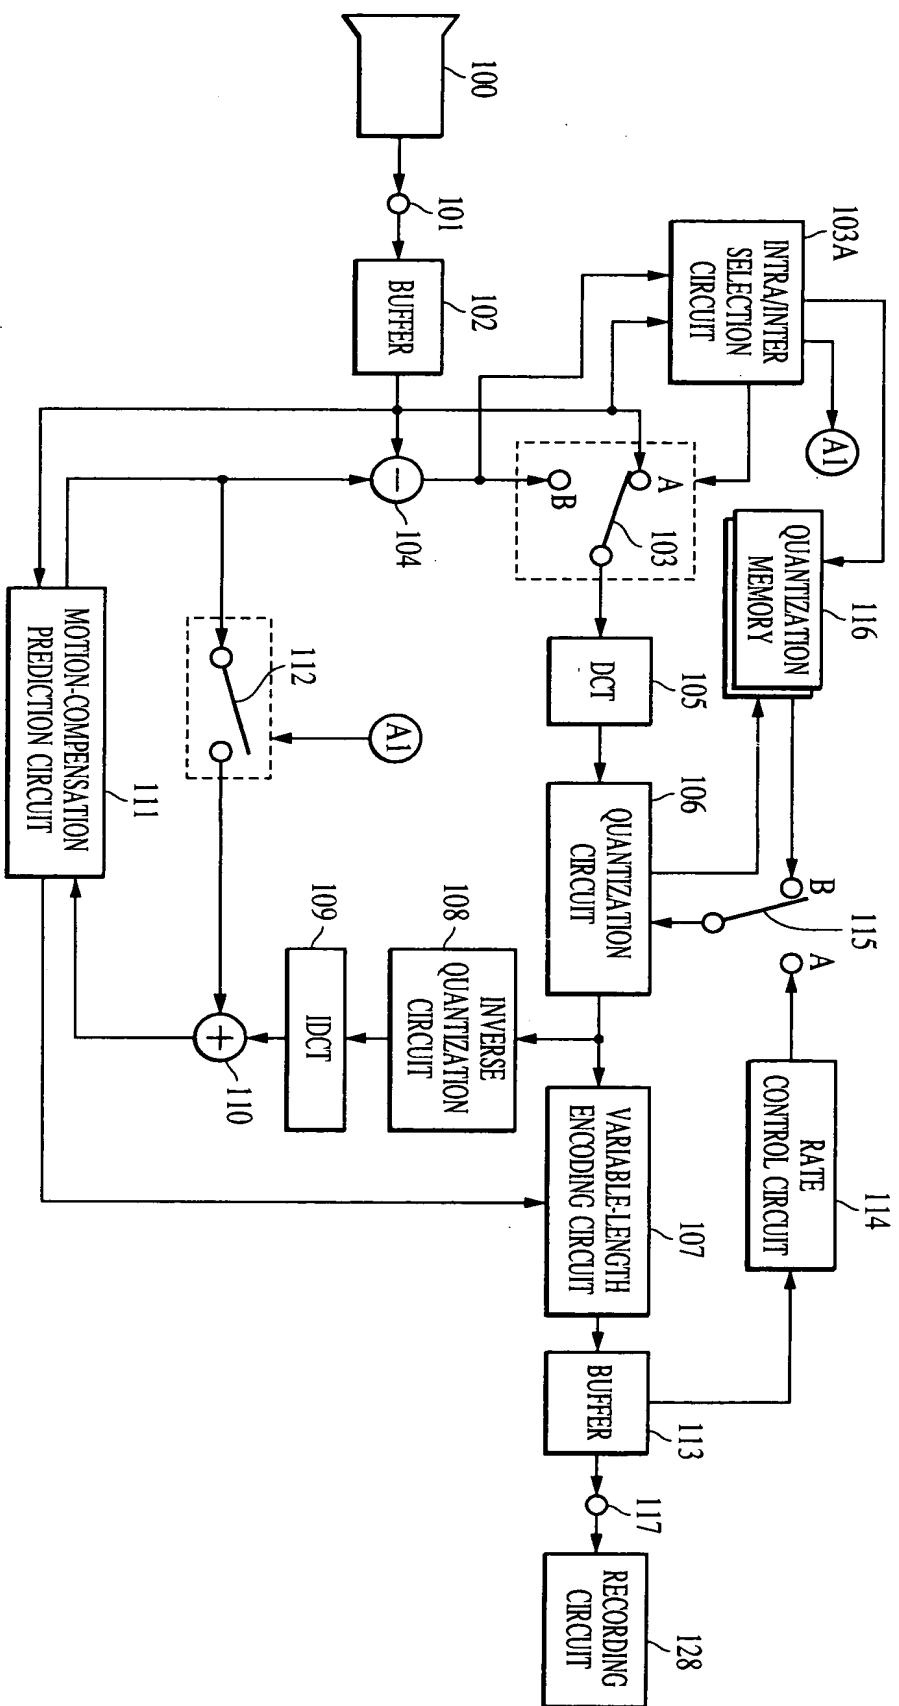 103A
INTRA/INTER
SELECTION
CIRCUIT
A1
QUANTIZATION
MEMORY
116
B
115
A
RATE
CONTROL CIRCUIT
114
100
101
BUFFER
102
A
103
B
DCT
105
QUANTIZATION
CIRCUIT
106
VARIABLE-LENGTH
ENCODING CIRCUIT
107
BUFFER
113
117
RECORDING
CIRCUIT
128
−
104
A1
112
INVERSE
QUANTIZATION
CIRCUIT
108
IDCT
109
+
110
MOTION-COMPENSATION
PREDICTION CIRCUIT
111